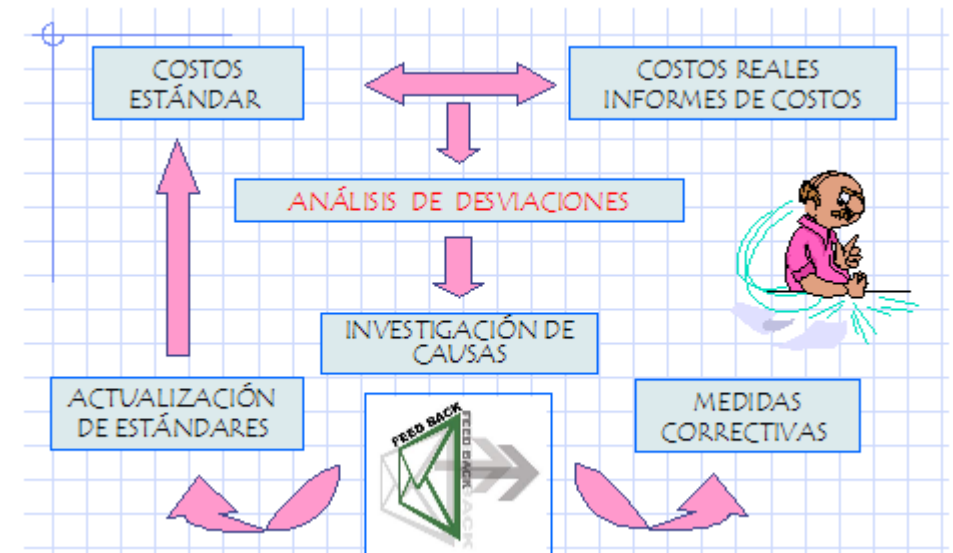 COSTOS
ESTÁNDAR
COSTOS REALES
INFORMES DE COSTOS
ANÁLISIS DE DESVIACIONES
INVESTIGACIÓN DE
CAUSAS
ACTUALIZACIÓN
DE ESTÁNDARES
FEED BACK
FEED BACK
MEDIDAS
CORRECTIVAS